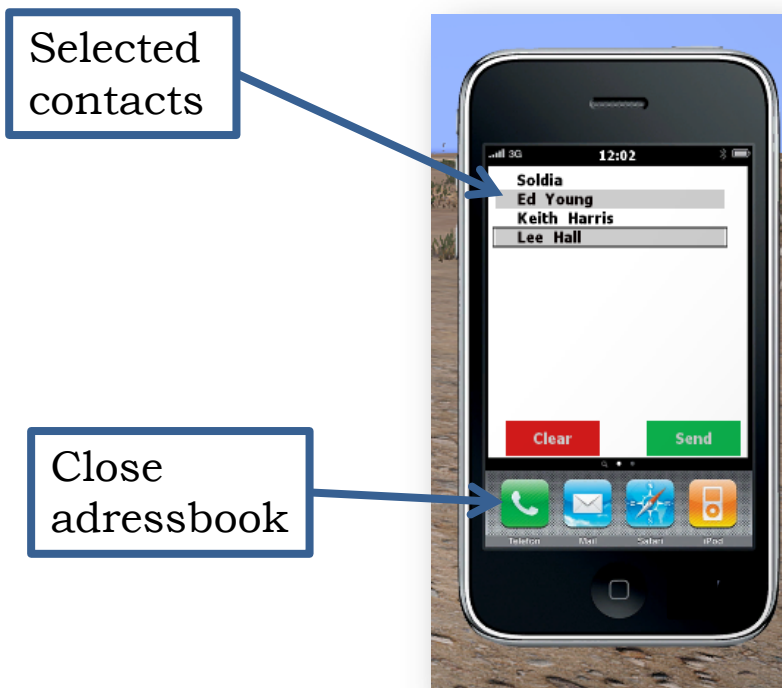 Selected
contacts
3G 12:02
Soldia
Ed Young
Keith Harris
Lee Hall
Clear Send
Close
adressbook
Telefon Mail Safari iPod